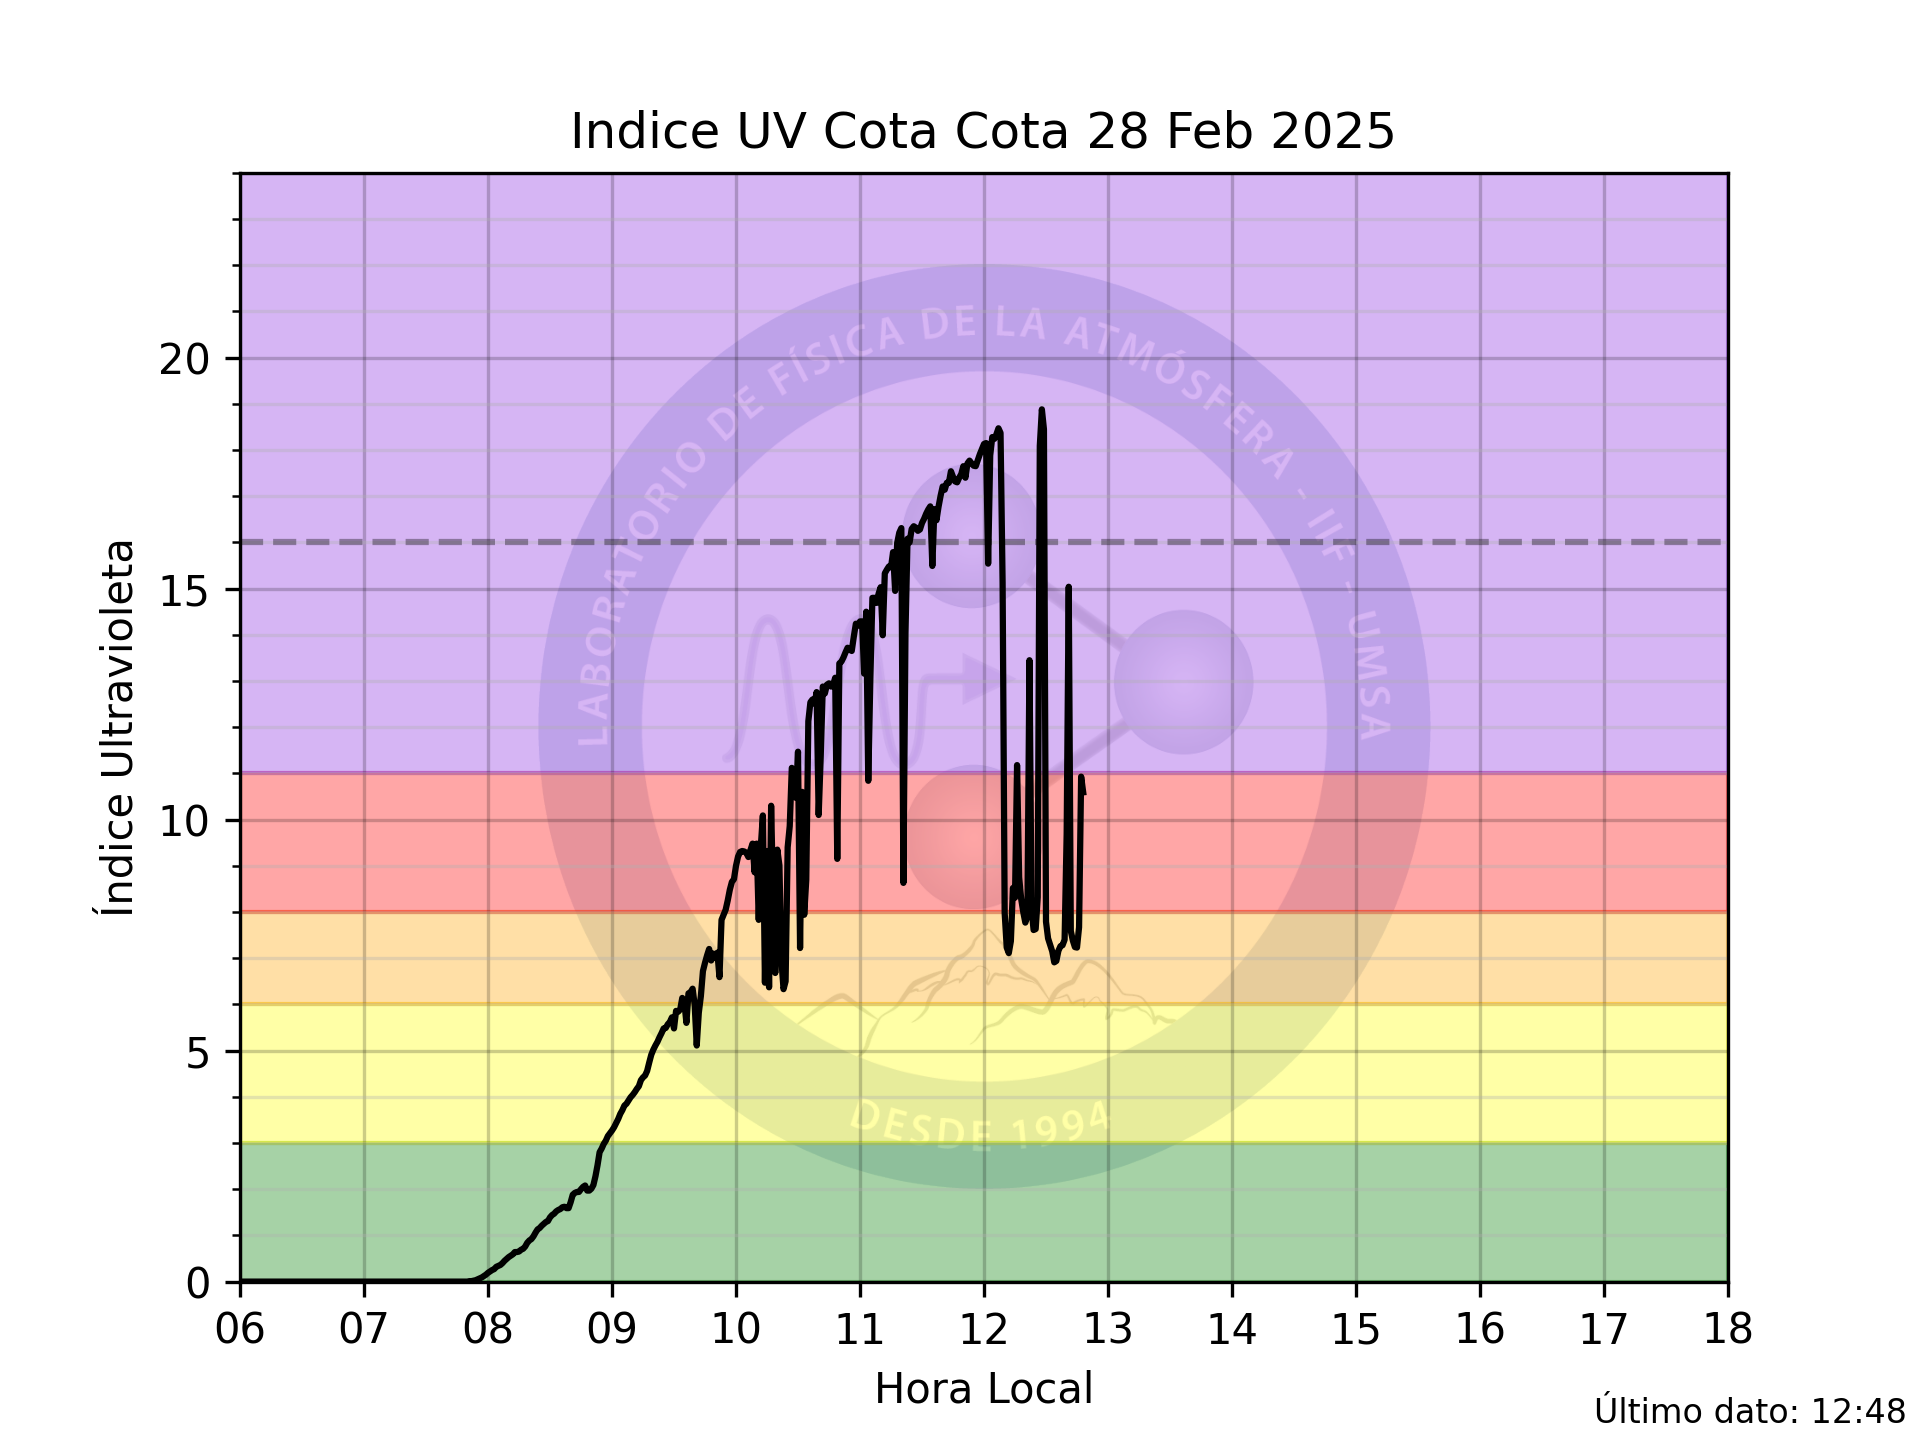 Indice UV Cota Cota 28 Feb 2025
LABORATORIO DE FÍSICA DE LA ATMÓSFERA - IIF - UMSA
20
15
10
5
0
Índice Ultravioleta
DESDE 1994
06 07 08 09 10 11 12 13 14 15 16 17 18
Hora Local
Último dato: 12:48